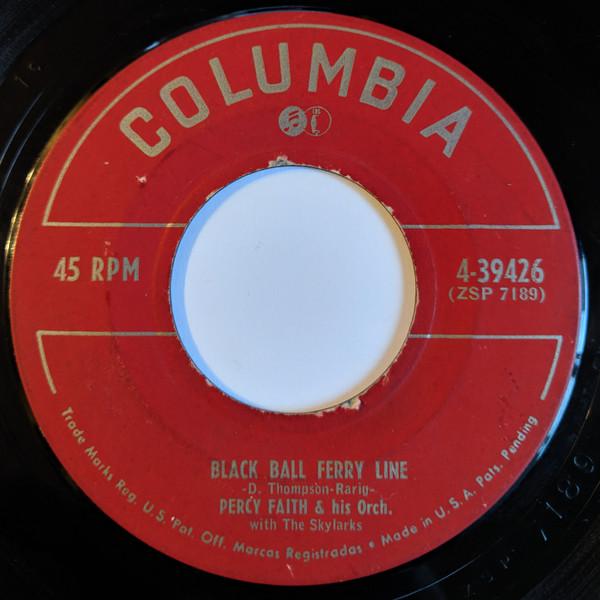 COLUMBIA
45 RPM
4-39426
(ZSP 7189)
BLACK BALL FERRY LINE
-D. Thompson-Rarig-
PERCY FAITH & his Orch.
with The Skylarks
Trade Marks Reg. U.S. Pat. Off. Marcas Registradas • Made in U.S.A. Pats. Pending
7189